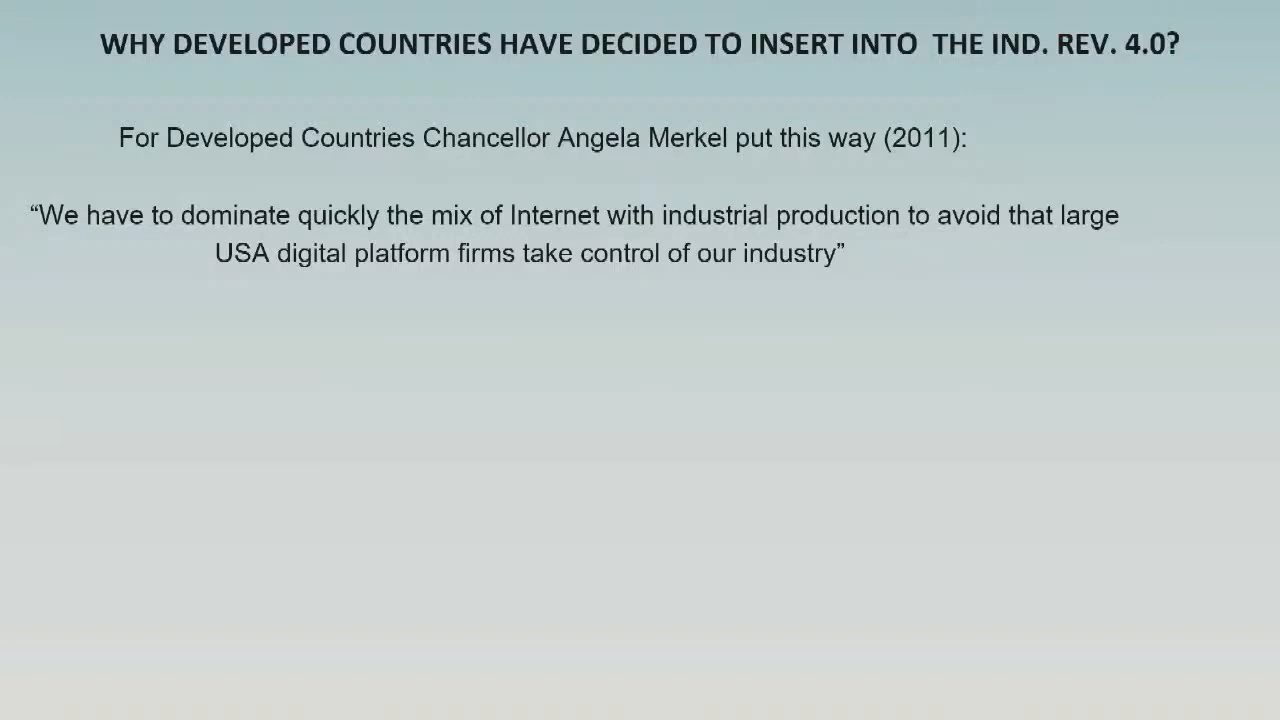 WHY DEVELOPED COUNTRIES HAVE DECIDED TO INSERT INTO THE IND. REV. 4.0?
For Developed Countries Chancellor Angela Merkel put this way (2011):
“We have to dominate quickly the mix of Internet with industrial production to avoid that large
USA digital platform firms take control of our industry”